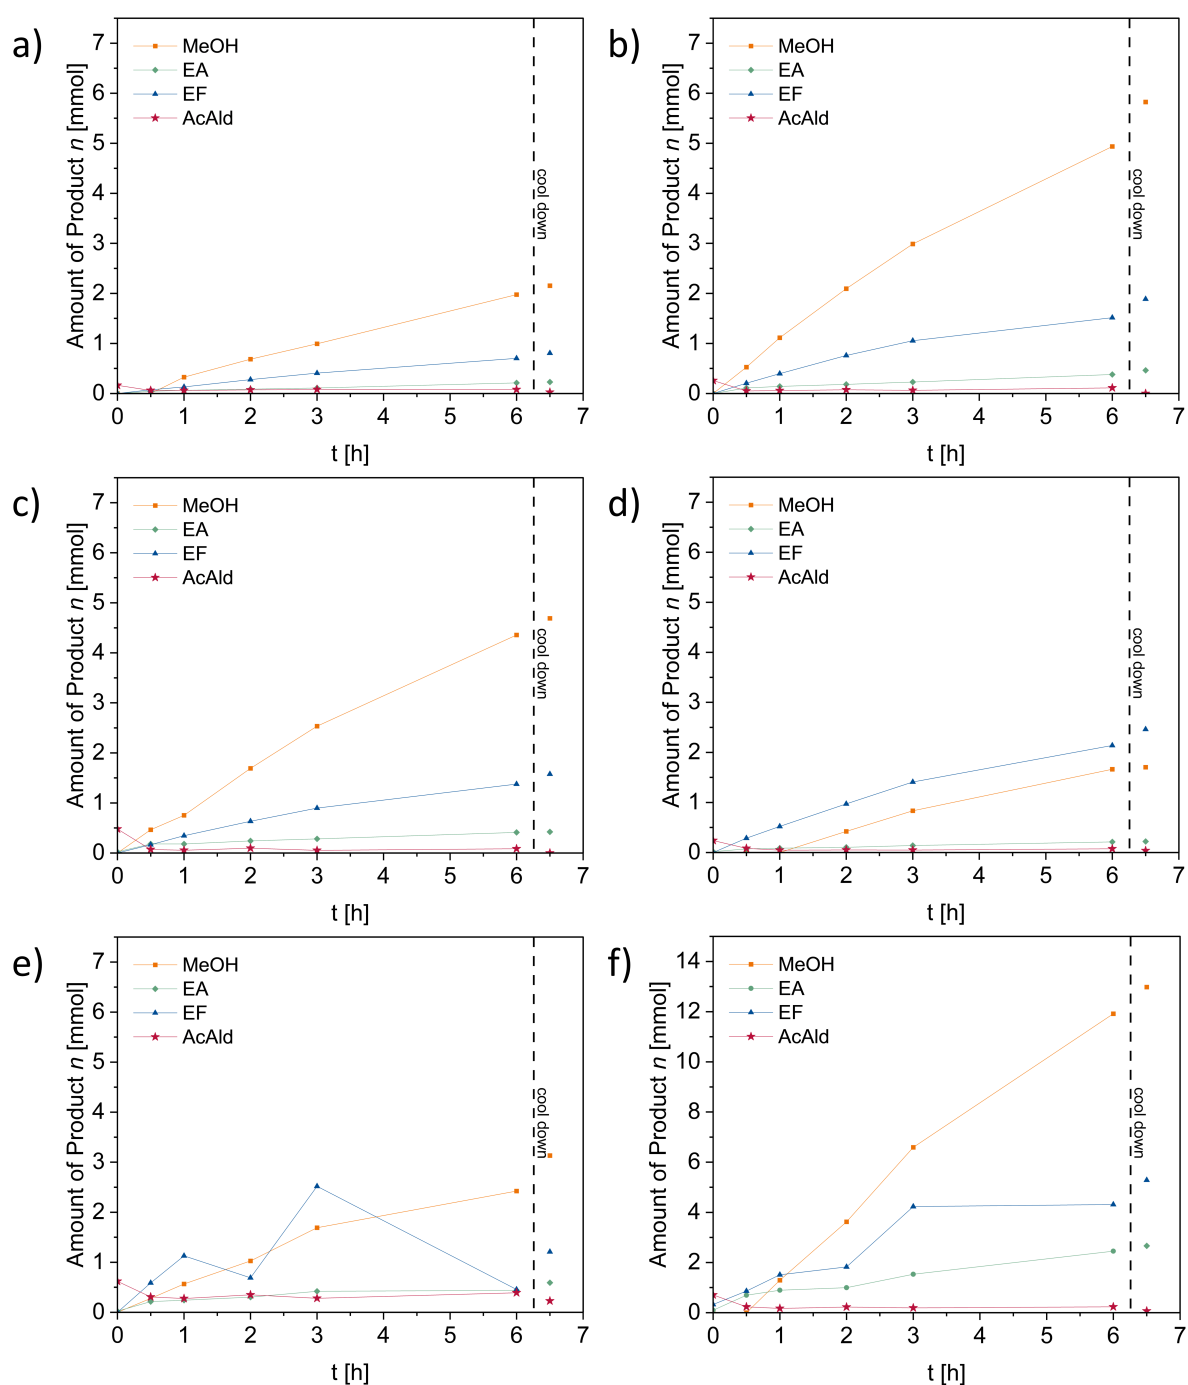 a)
MeOH
EA
EF
AcAld
Amount of Product n [mmol]
7
6
5
4
3
2
1
0
cool down
0 1 2 3 4 5 6 7
t [h]
b)
MeOH
EA
EF
AcAld
Amount of Product n [mmol]
7
6
5
4
3
2
1
0
cool down
0 1 2 3 4 5 6 7
t [h]
c)
MeOH
EA
EF
AcAld
Amount of Product n [mmol]
7
6
5
4
3
2
1
0
cool down
0 1 2 3 4 5 6 7
t [h]
d)
MeOH
EA
EF
AcAld
Amount of Product n [mmol]
7
6
5
4
3
2
1
0
cool down
0 1 2 3 4 5 6 7
t [h]
e)
MeOH
EA
EF
AcAld
Amount of Product n [mmol]
7
6
5
4
3
2
1
0
cool down
0 1 2 3 4 5 6 7
t [h]
f)
MeOH
EA
EF
AcAld
Amount of Product n [mmol]
14
12
10
8
6
4
2
0
cool down
0 1 2 3 4 5 6 7
t [h]